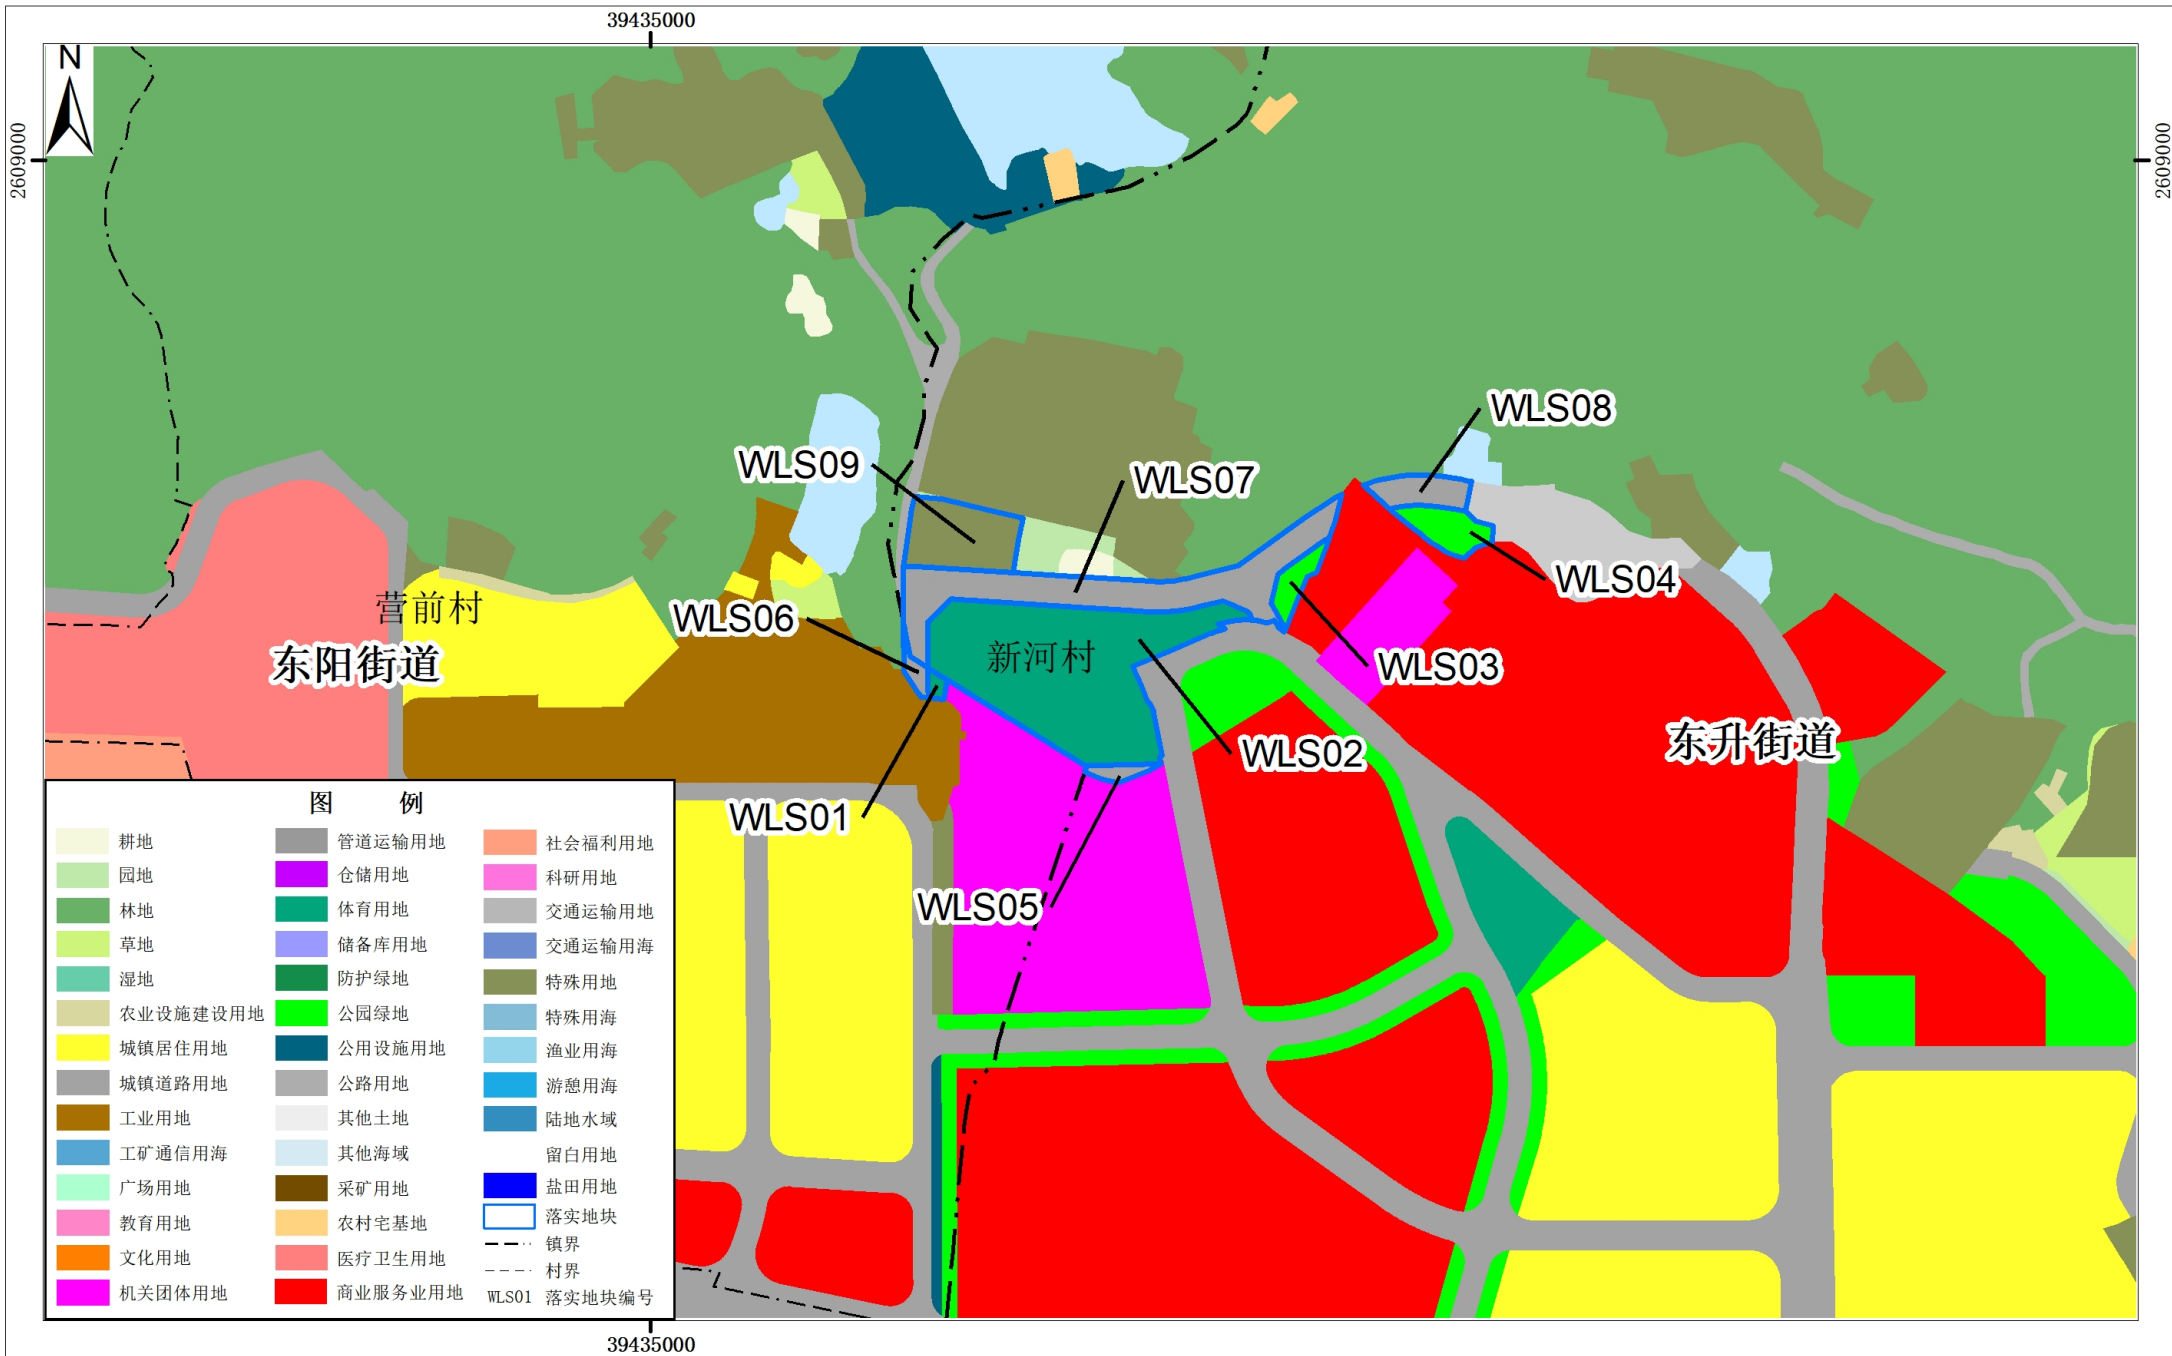 39435000
N
2609000
2609000
WLS08
WLS09
WLS07
WLS04
营前村
WLS06
新河村
东阳街道
WLS03
东升街道
WLS02
WLS01
WLS05
图 例
耕地
园地
林地
草地
湿地
农业设施建设用地
城镇居住用地
城镇道路用地
工业用地
工矿通信用海
广场用地
教育用地
文化用地
机关团体用地
管道运输用地
仓储用地
体育用地
储备库用地
防护绿地
公园绿地
公用设施用地
公路用地
其他土地
其他海域
采矿用地
农村宅基地
医疗卫生用地
商业服务业用地
社会福利用地
科研用地
交通运输用地
交通运输用海
特殊用地
特殊用海
渔业用海
游憩用海
陆地水域
留白用地
盐田用地
落实地块
镇界
村界
WLS01 落实地块编号
39435000